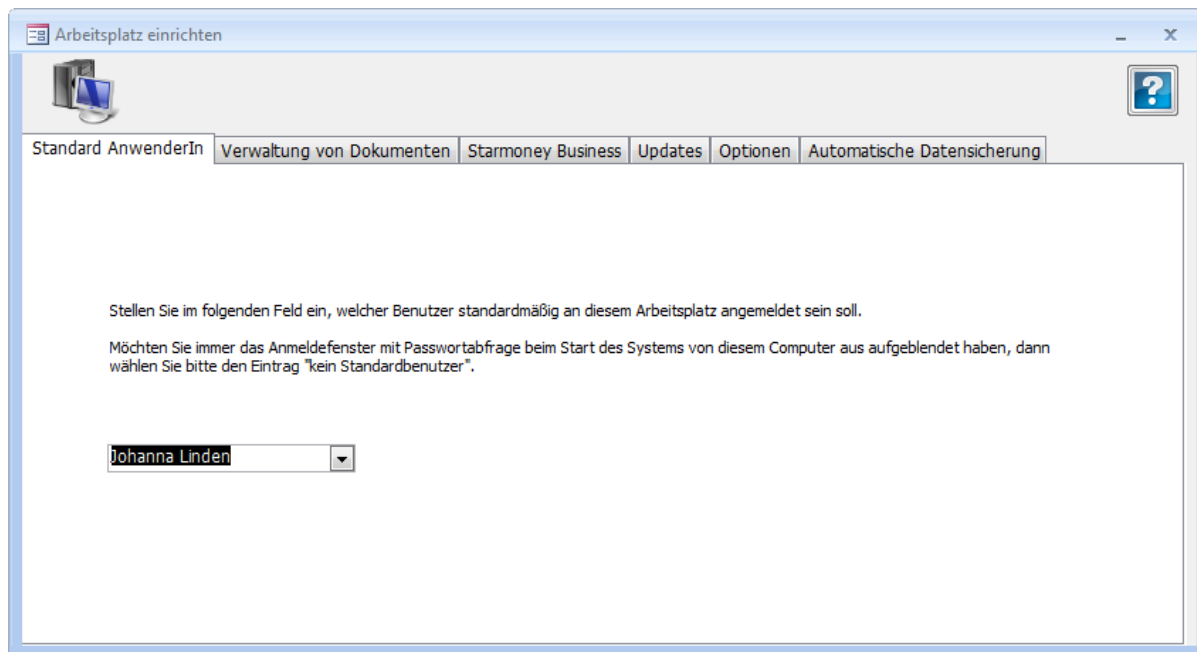 Arbeitsplatz einrichten
Standard AnwenderIn Verwaltung von Dokumenten Starmoney Business Updates Optionen Automatische Datensicherung
Stellen Sie im folgenden Feld ein, welcher Benutzer standardmäßig an diesem Arbeitsplatz angemeldet sein soll.
Möchten Sie immer das Anmeldefenster mit Passwortabfrage beim Start des Systems von diesem Computer aus aufgeblendet haben, dann
wählen Sie bitte den Eintrag "kein Standardbenutzer".
Johanna Linden